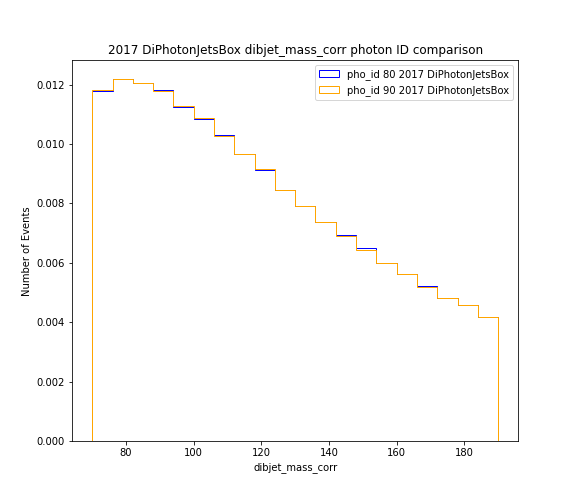 2017 DiPhotonJetsBox dibjet_mass_corr photon ID comparison
pho_id 80 2017 DiPhotonJetsBox
pho_id 90 2017 DiPhotonJetsBox
Number of Events
0.012
0.010
0.008
0.006
0.004
0.002
0.000
80 100 120 140 160 180
dibjet_mass_corr